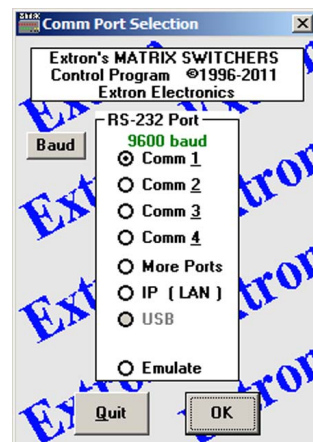 Comm Port Selection
Extron's MATRIX SWITCHERS
Control Program ©1996-2011
Extron Electronics
RS-232 Port
9600 baud
Baud
Comm 1
Comm 2
Comm 3
Comm 4
More Ports
IP ( LAN )
USB
Emulate
Quit
OK